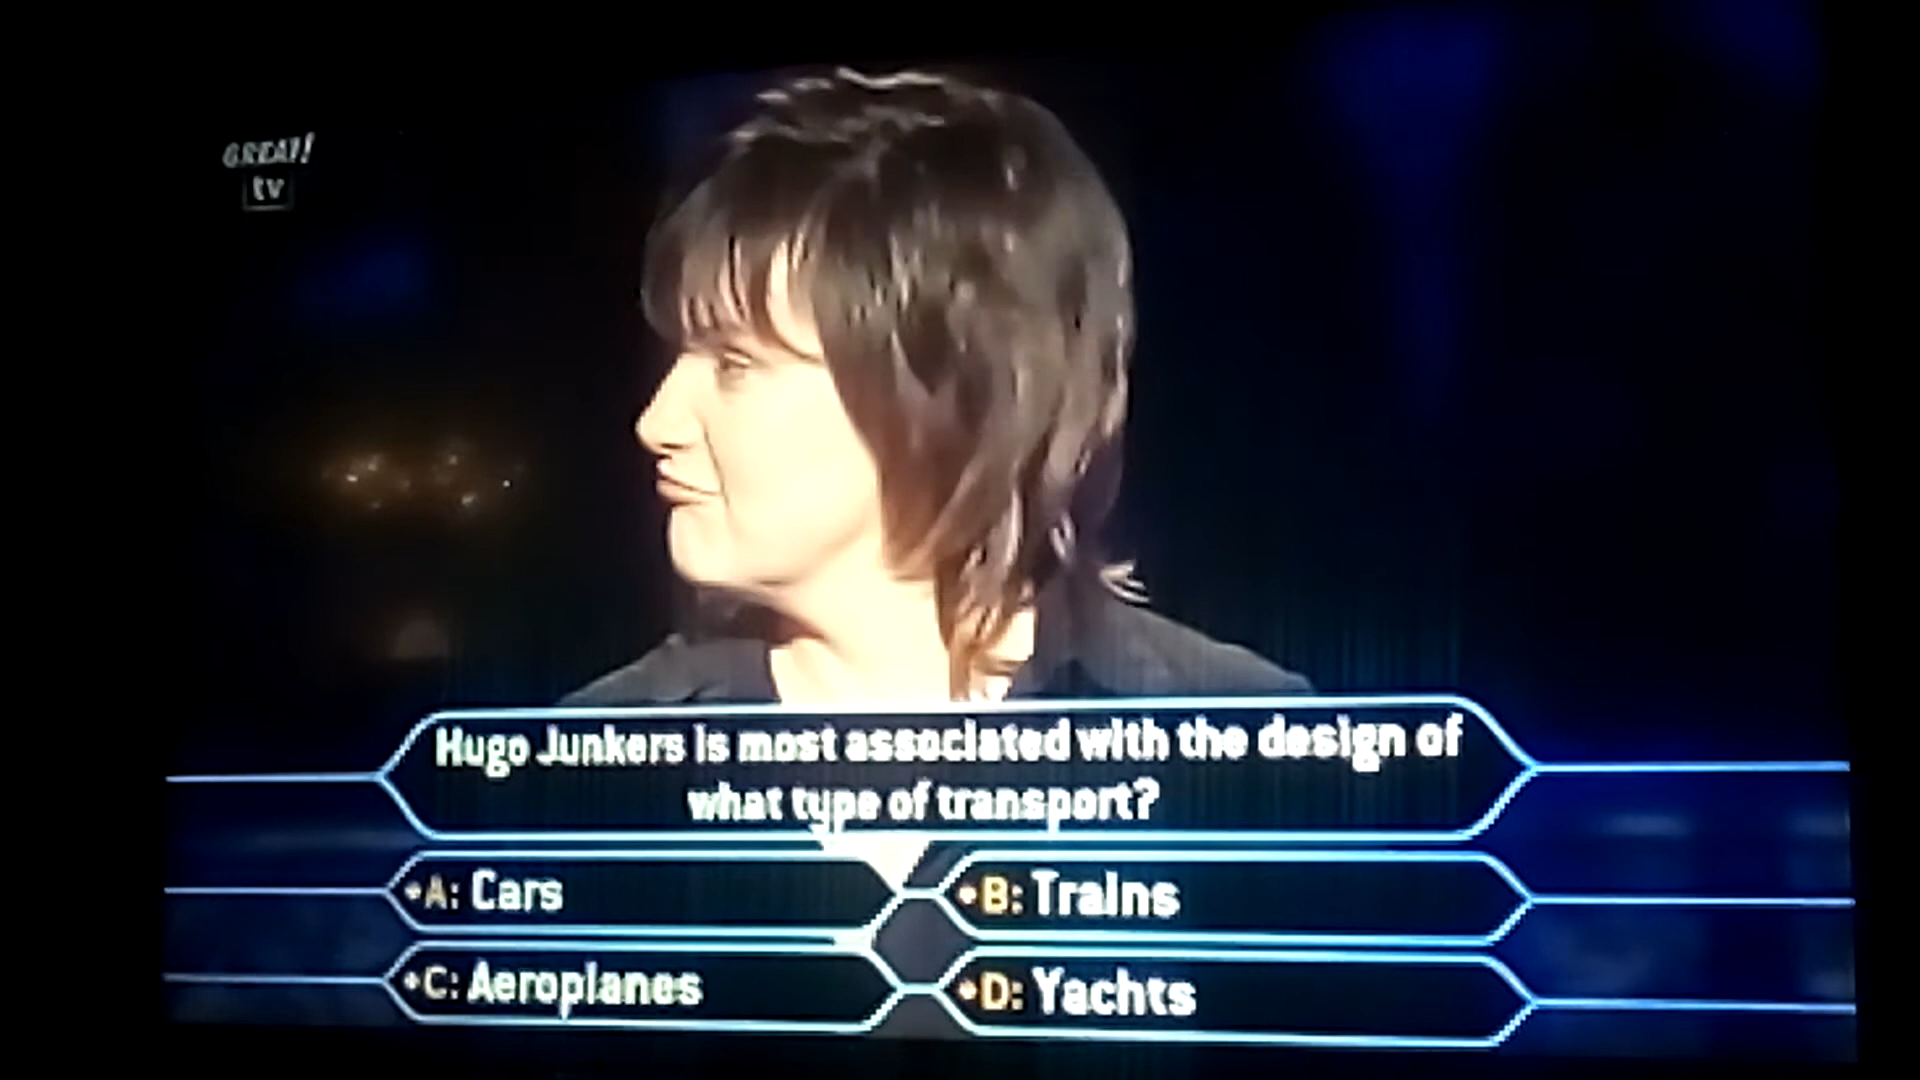 GREAT!
tv
Hugo Junkers is most associated with the design of
what type of transport?
A: Cars
B: Trains
C: Aeroplanes
D: Yachts